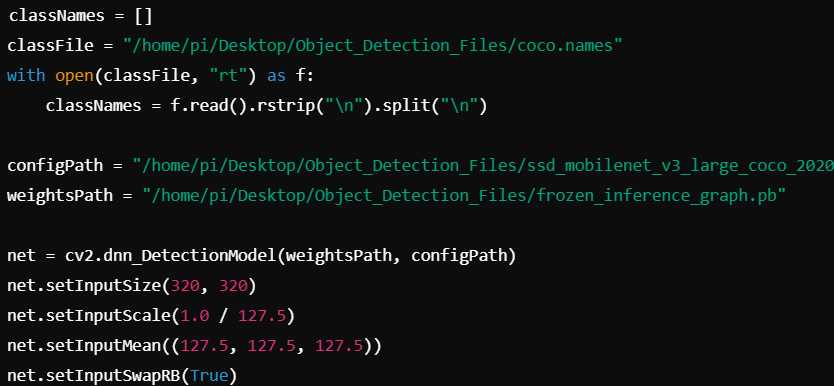 classNames = []
classFile = "/home/pi/Desktop/Object_Detection_Files/coco.names"
with open(classFile, "rt") as f:
    classNames = f.read().rstrip("\n").split("\n")

configPath = "/home/pi/Desktop/Object_Detection_Files/ssd_mobilenet_v3_large_coco_2020
weightsPath = "/home/pi/Desktop/Object_Detection_Files/frozen_inference_graph.pb"

net = cv2.dnn_DetectionModel(weightsPath, configPath)
net.setInputSize(320, 320)
net.setInputScale(1.0 / 127.5)
net.setInputMean((127.5, 127.5, 127.5))
net.setInputSwapRB(True)